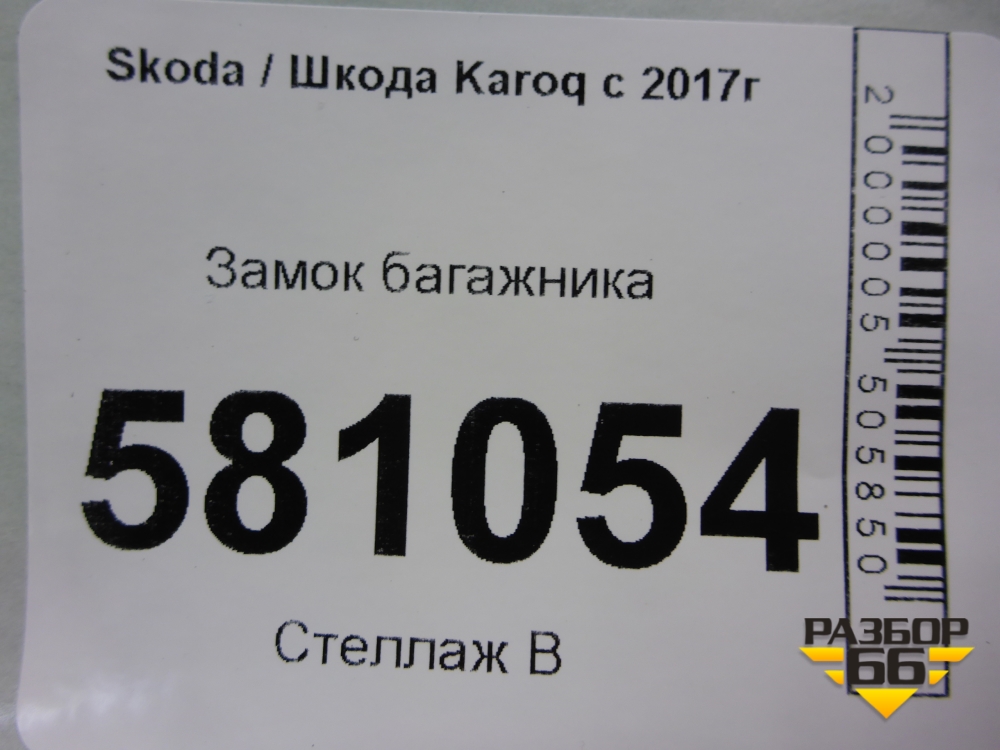 Skoda / Шкода Karoq с 2017г
Замок багажника
581054
Стеллаж В
2000005505850
РАЗБОР
66